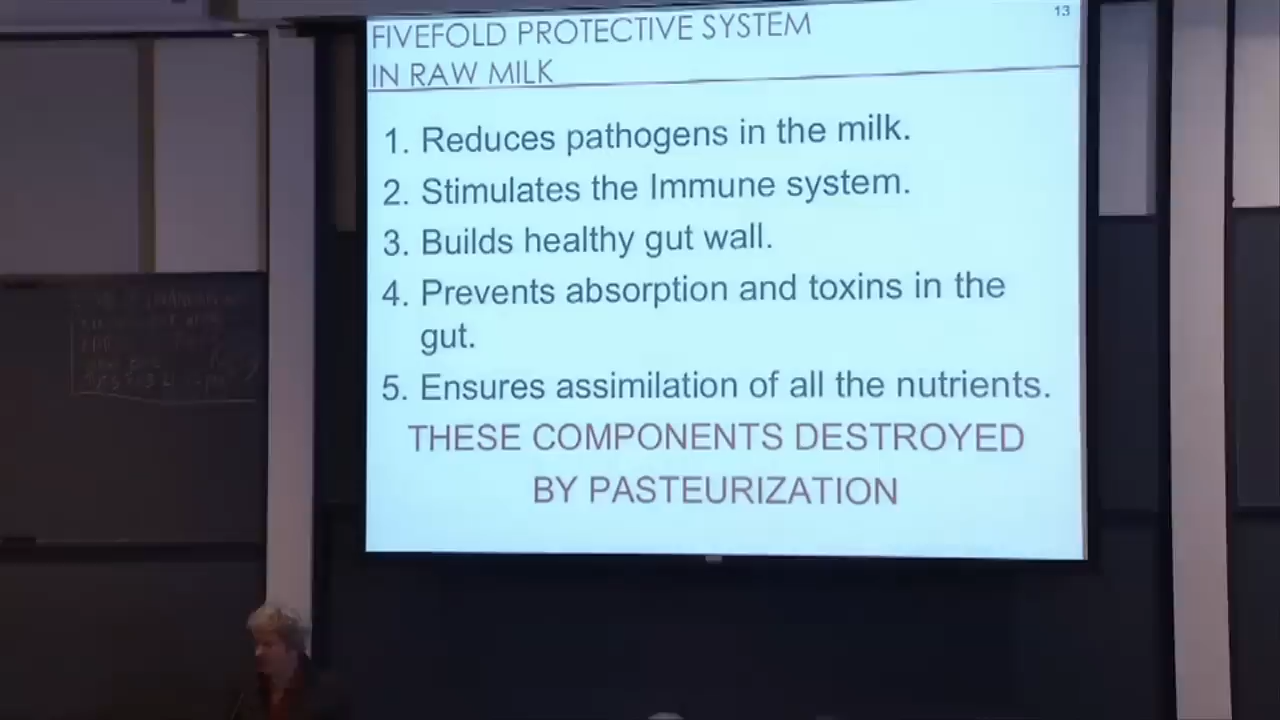 13
FIVEFOLD PROTECTIVE SYSTEM
IN RAW MILK
1. Reduces pathogens in the milk.
2. Stimulates the Immune system.
3. Builds healthy gut wall.
4. Prevents absorption and toxins in the
gut.
5. Ensures assimilation of all the nutrients.
THESE COMPONENTS DESTROYED
BY PASTEURIZATION